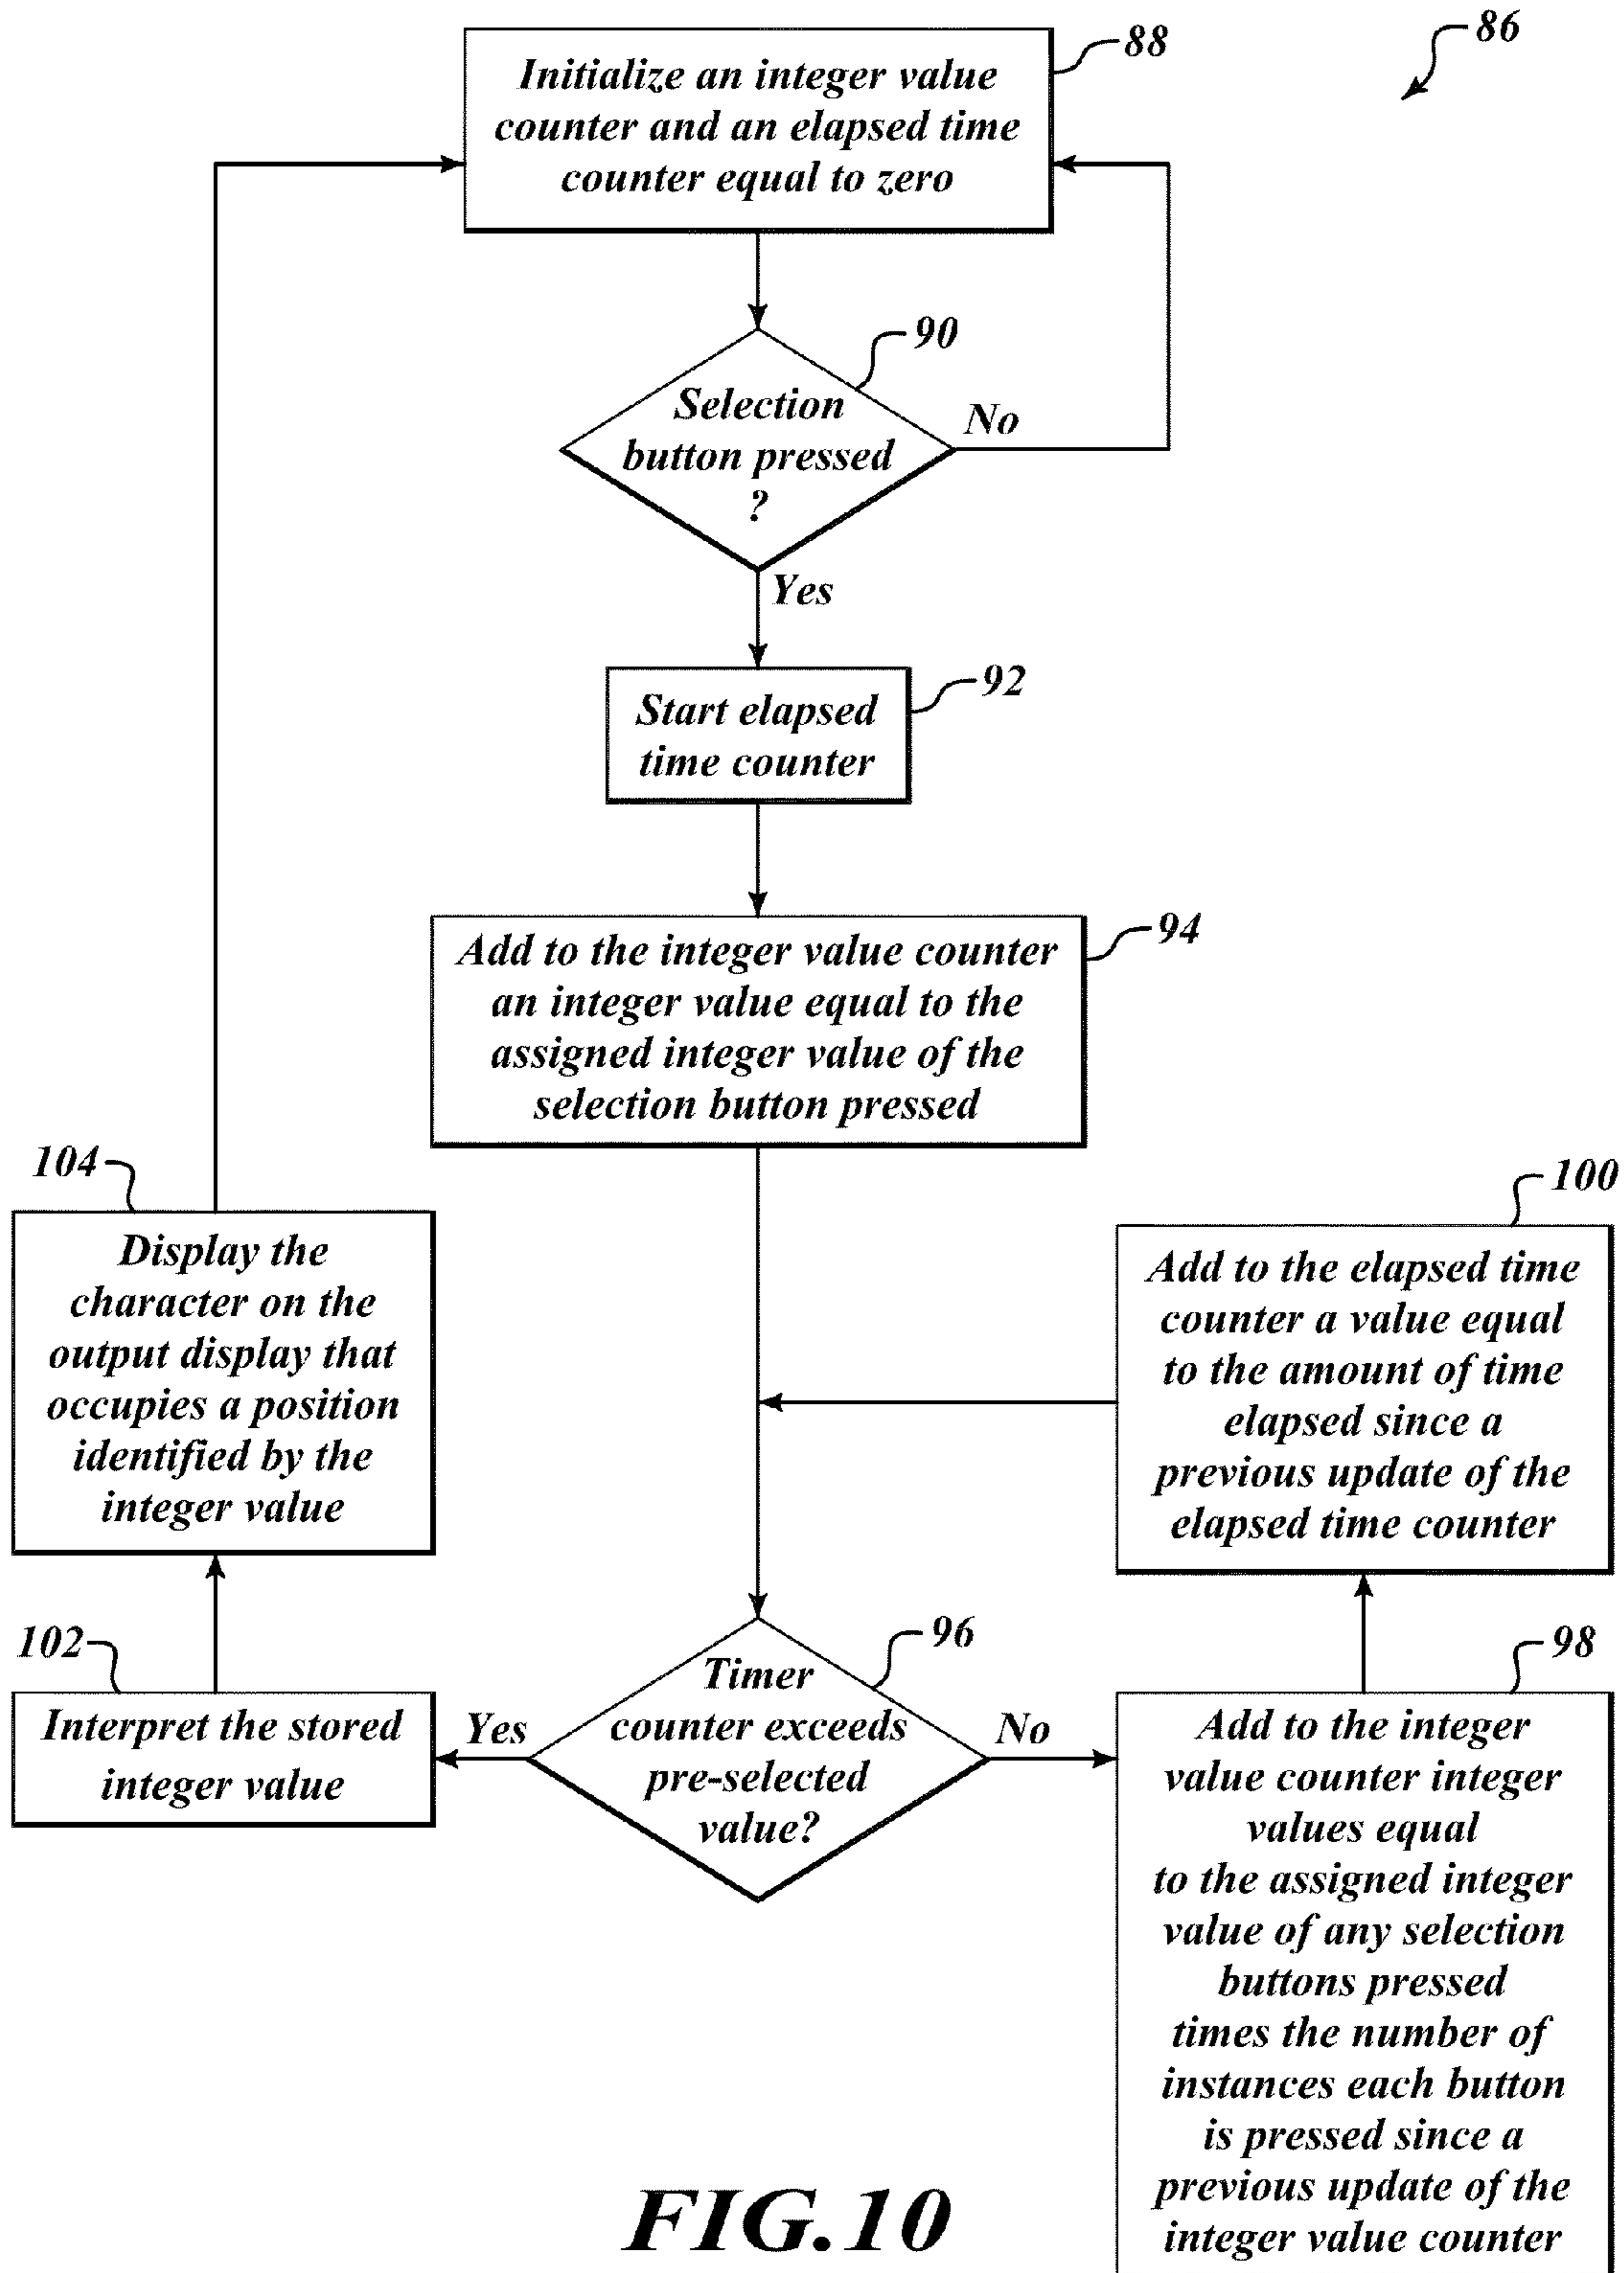 86
88
Initialize an integer value
counter and an elapsed time
counter equal to zero
90
Selection
button pressed
?
No
Yes
92
Start elapsed
time counter
94
Add to the integer value counter
an integer value equal to the
assigned integer value of the
selection button pressed
104
Display the
character on the
output display that
occupies a position
identified by the
integer value
100
Add to the elapsed time
counter a value equal
to the amount of time
elapsed since a
previous update of the
elapsed time counter
102
Interpret the stored
integer value
Yes
96
Timer
counter exceeds
pre-selected
value?
No
98
Add to the integer
value counter integer
values equal
to the assigned integer
value of any selection
buttons pressed
times the number of
instances each button
is pressed since a
previous update of the
integer value counter
FIG.10